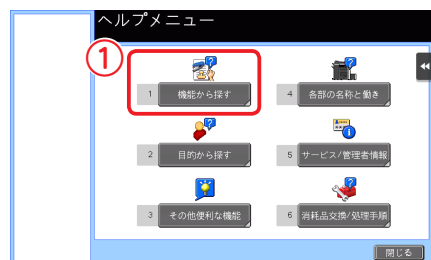 ヘルプメニュー
①
1 機能から探す
4 各部の名称と働き
2 目的から探す
5 サービス/管理者情報
3 その他便利な機能
6 消耗品交換/処理手順
閉じる